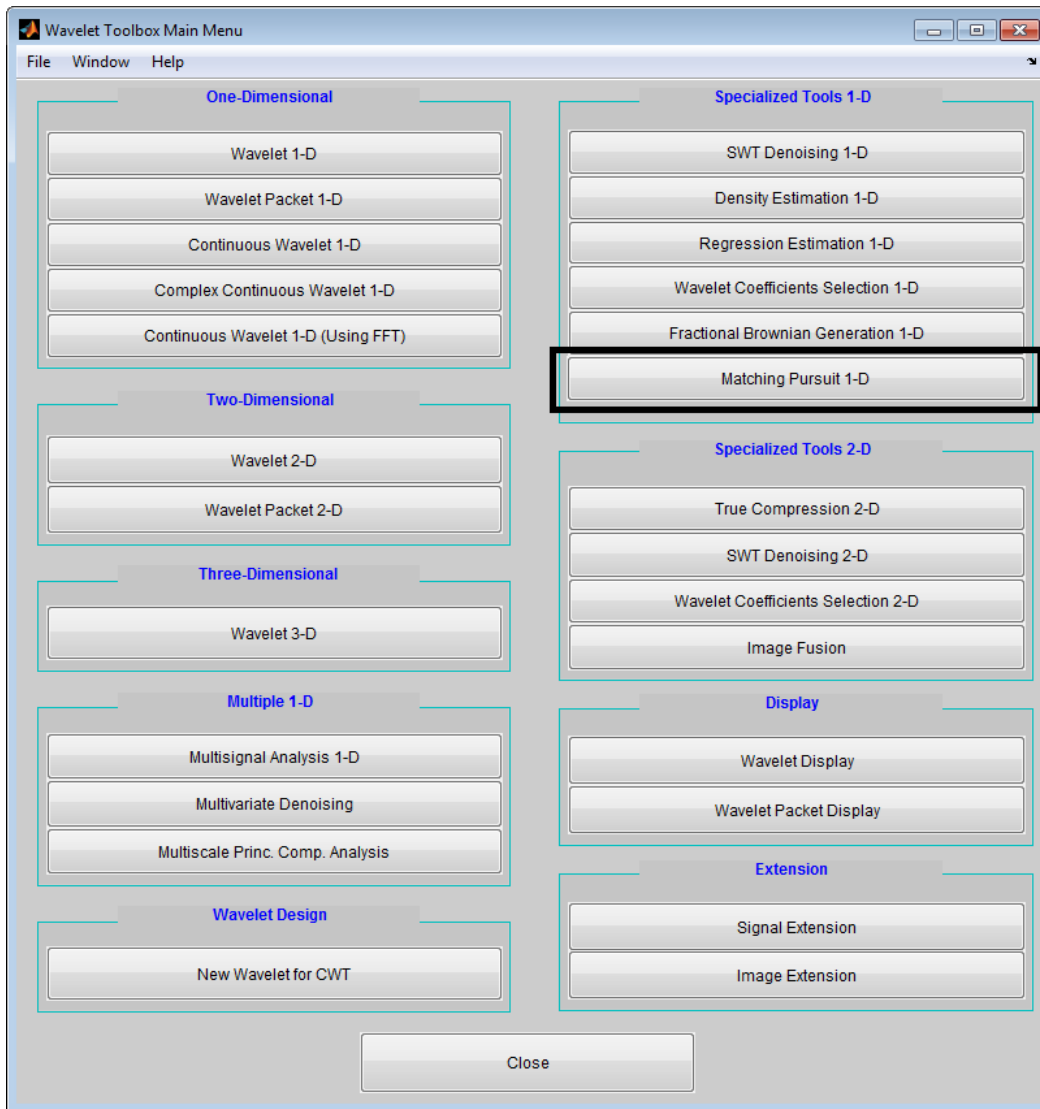 Wavelet Toolbox Main Menu
File Window Help
One-Dimensional
Wavelet 1-D
Wavelet Packet 1-D
Continuous Wavelet 1-D
Complex Continuous Wavelet 1-D
Continuous Wavelet 1-D (Using FFT)
Two-Dimensional
Wavelet 2-D
Wavelet Packet 2-D
Three-Dimensional
Wavelet 3-D
Multiple 1-D
Multisignal Analysis 1-D
Multivariate Denoising
Multiscale Princ. Comp. Analysis
Wavelet Design
New Wavelet for CWT
Specialized Tools 1-D
SWT Denoising 1-D
Density Estimation 1-D
Regression Estimation 1-D
Wavelet Coefficients Selection 1-D
Fractional Brownian Generation 1-D
Matching Pursuit 1-D
Specialized Tools 2-D
True Compression 2-D
SWT Denoising 2-D
Wavelet Coefficients Selection 2-D
Image Fusion
Display
Wavelet Display
Wavelet Packet Display
Extension
Signal Extension
Image Extension
Close